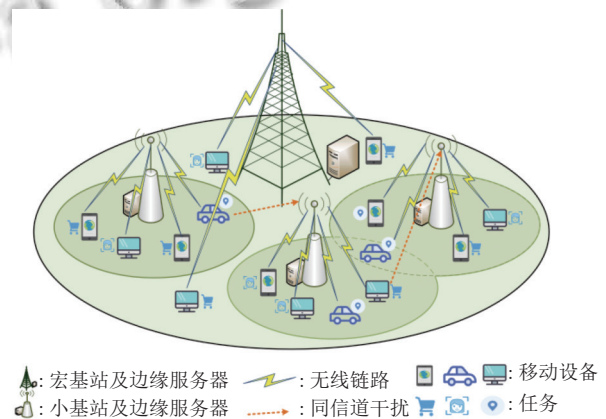 : 宏基站及边缘服务器 : 无线链路 : 移动设备
: 小基站及边缘服务器 : 同信道干扰 : 任务